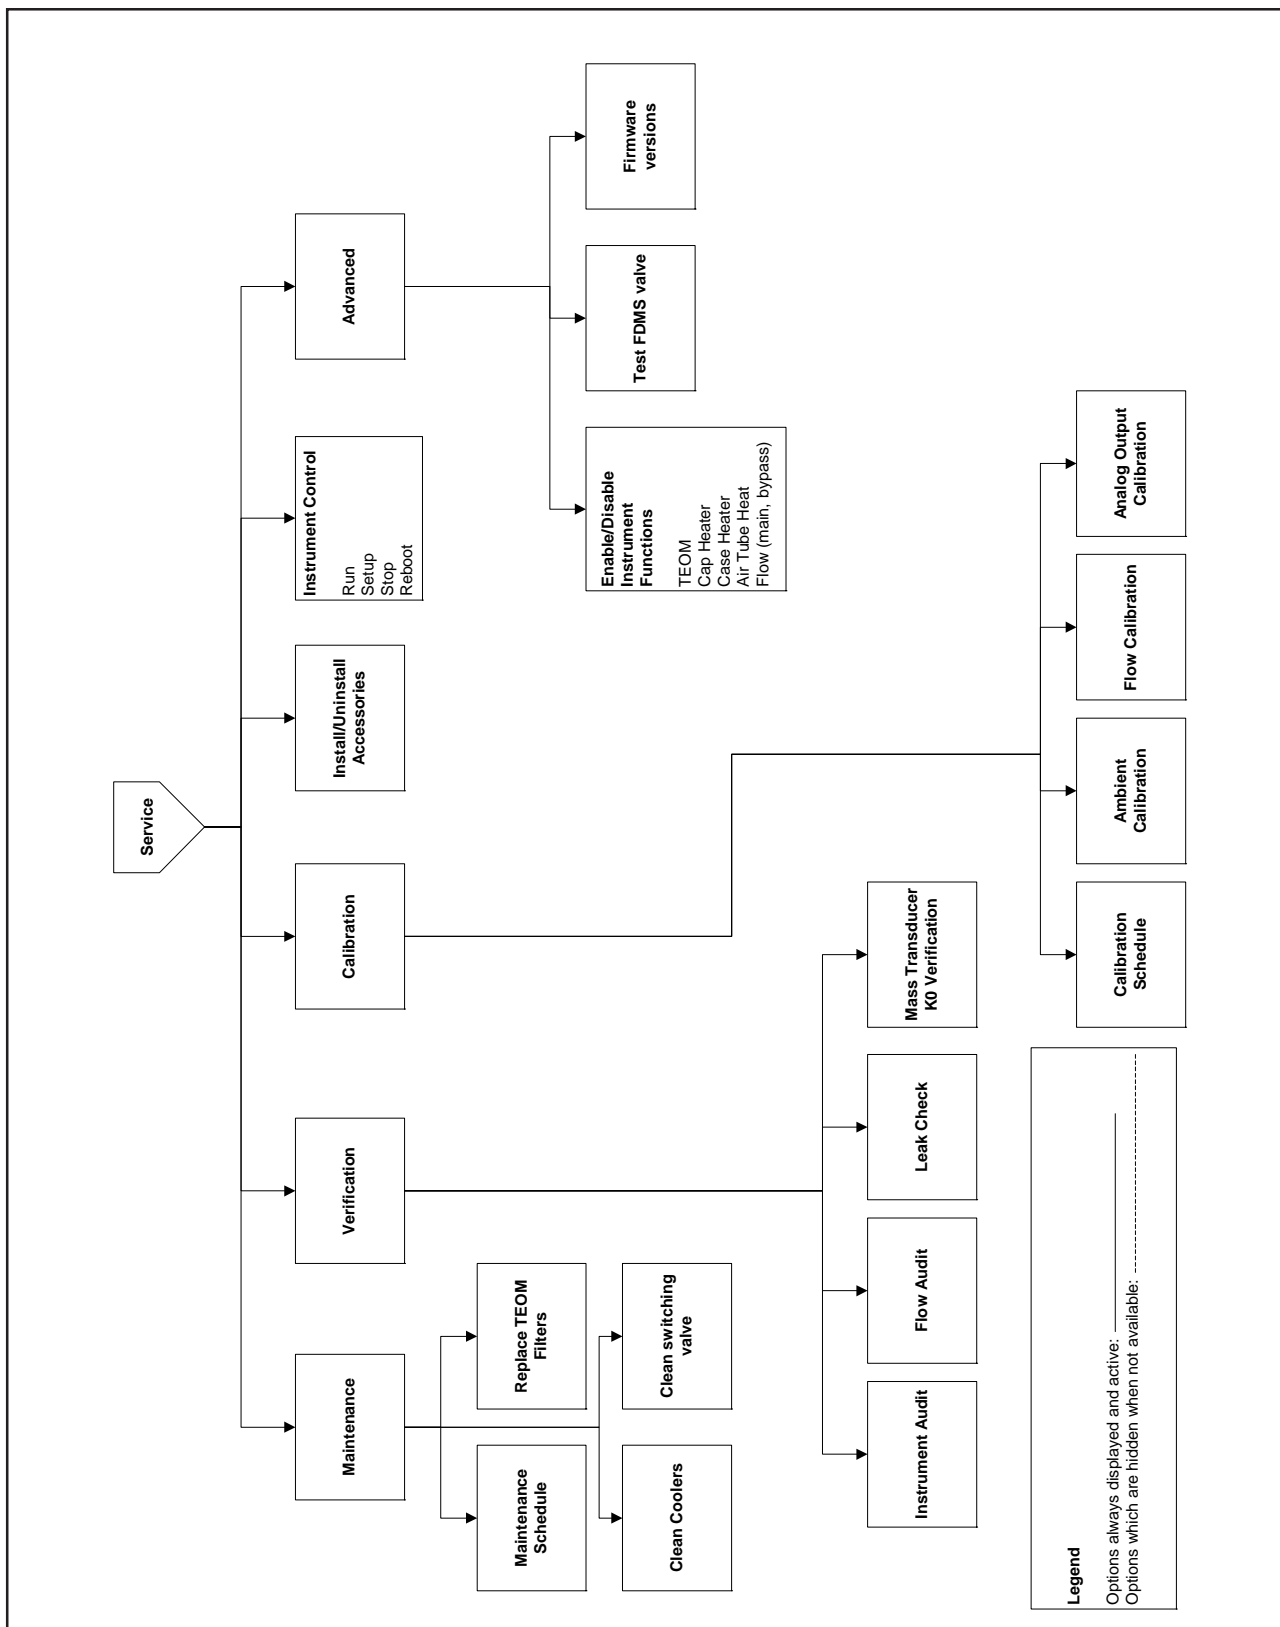 Service
Maintenance
Verification
Calibration
Install/Uninstall
Accessories
Instrument Control
Run
Setup
Stop
Reboot
Advanced
Maintenance
Schedule
Replace TEOM
Filters
Clean Coolers
Clean switching
valve
Enable/Disable
Instrument
Functions
TEOM
Cap Heater
Case Heater
Air Tube Heat
Flow (main, bypass)
Test FDMS valve
Firmware
versions
Instrument Audit
Flow Audit
Leak Check
Mass Transducer
K0 Verification
Calibration
Schedule
Ambient
Calibration
Flow Calibration
Analog Output
Calibration
Legend
Options always displayed and active:
Options which are hidden when not available: